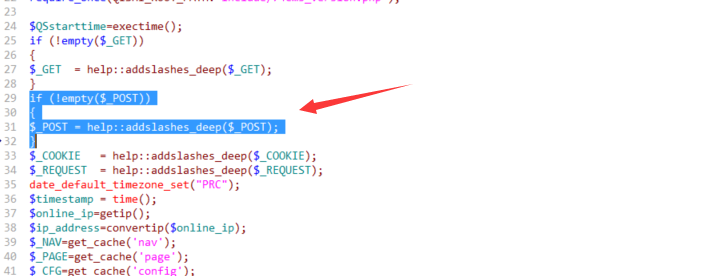 24 $QSstarttime=exectime();
25 if (!empty($_GET))
26 {
27 $_GET  = help::addslashes_deep($_GET);
28 }
29 if (!empty($_POST))
30 {
31 $_POST = help::addslashes_deep($_POST);
32 }
33 $_COOKIE   = help::addslashes_deep($_COOKIE);
34 $_REQUEST  = help::addslashes_deep($_REQUEST);
35 date_default_timezone_set("PRC");
36 $timestamp = time();
37 $online_ip=getip();
38 $ip_address=convertip($online_ip);
39 $_NAV=get_cache('nav');
40 $_PAGE=get_cache('page');
41 $_CFG=get_cache('config');